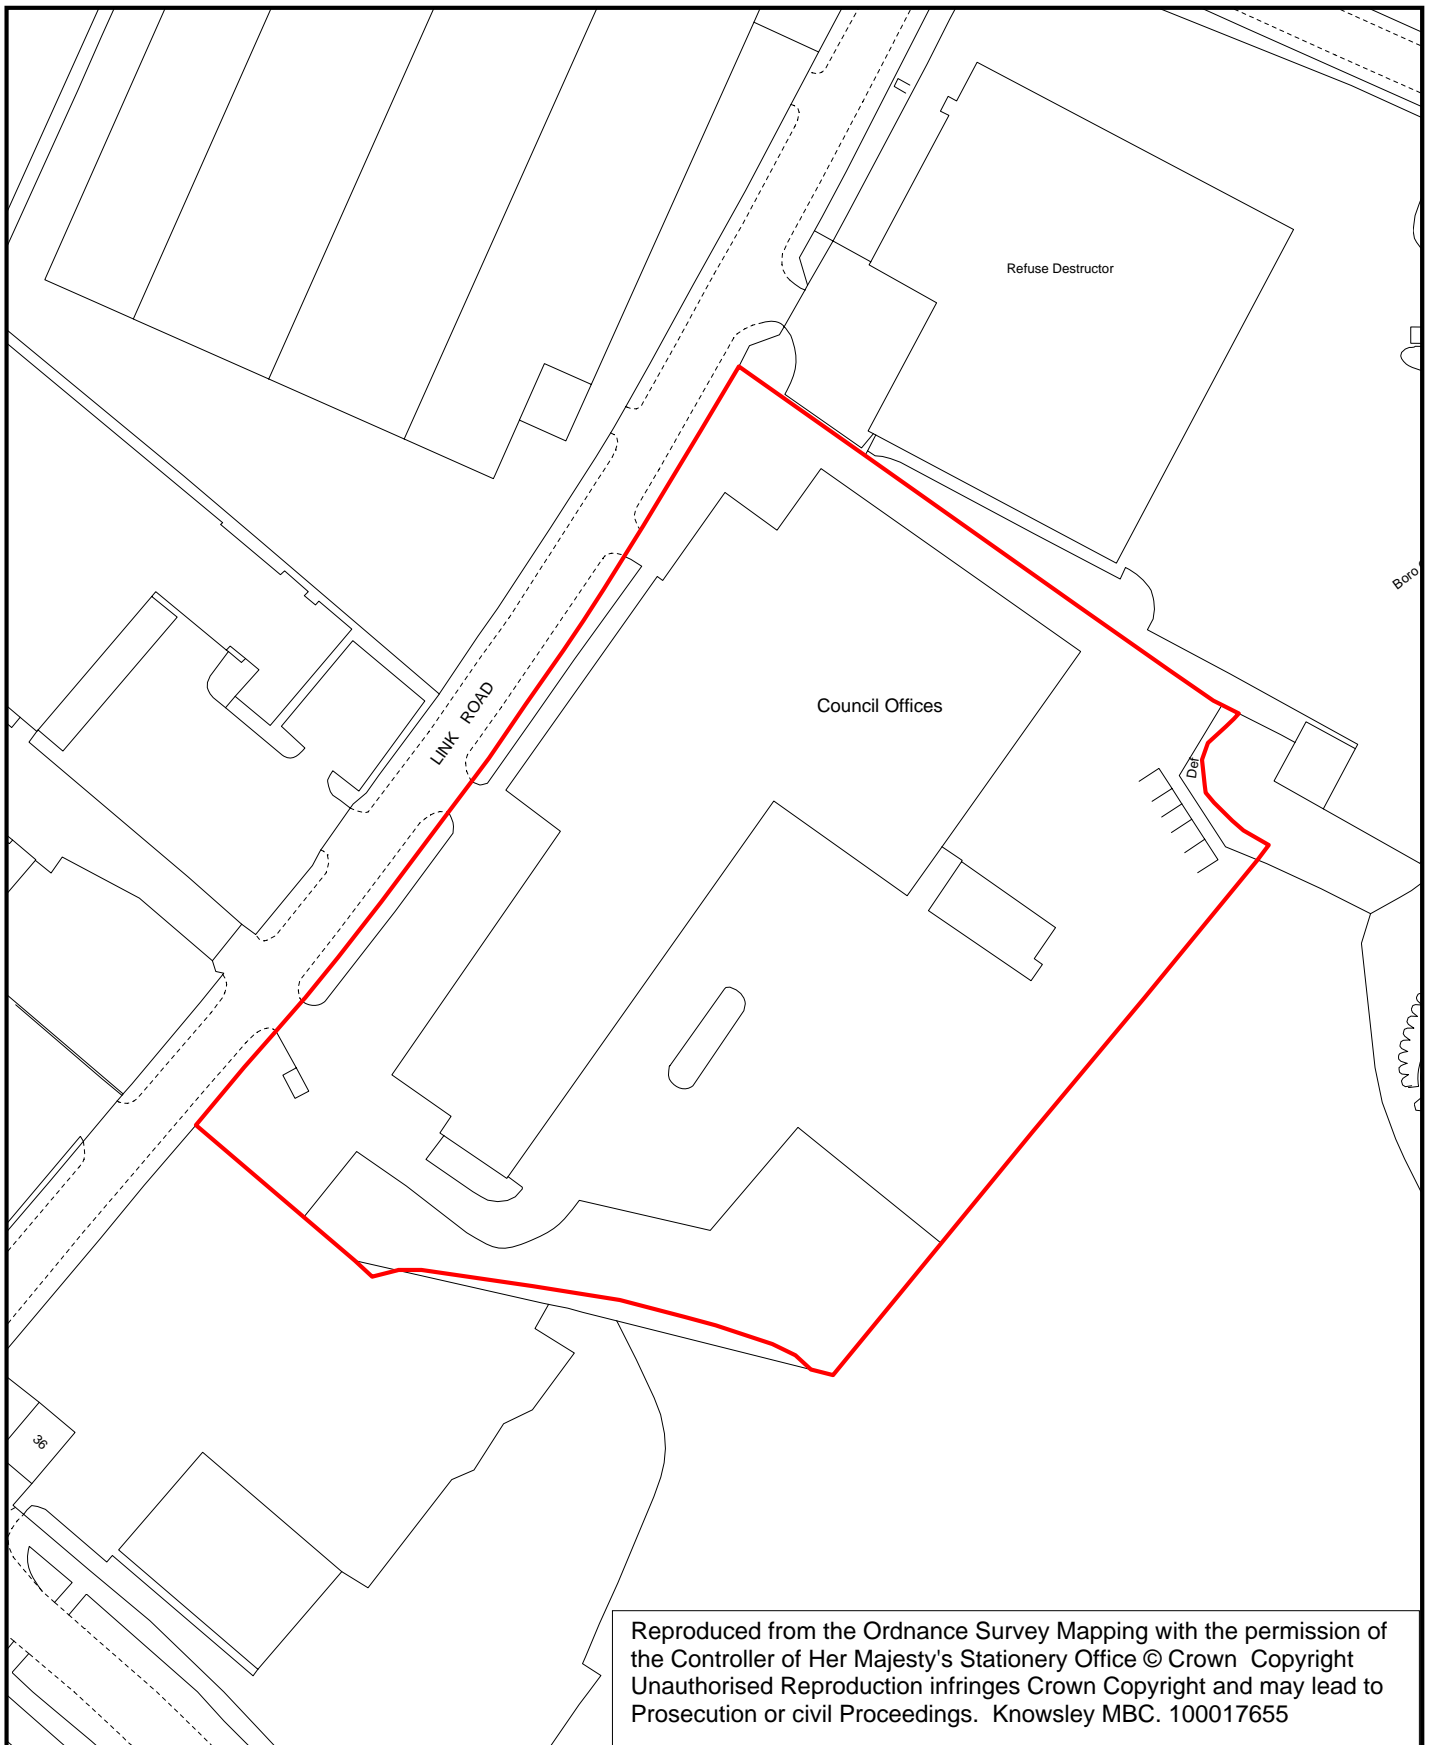 Refuse Destructor
Boro
LINK ROAD
Council Offices
Def
36
Reproduced from the Ordnance Survey Mapping with the permission of
the Controller of Her Majesty's Stationery Office © Crown Copyright
Unauthorised Reproduction infringes Crown Copyright and may lead to
Prosecution or civil Proceedings. Knowsley MBC. 100017655